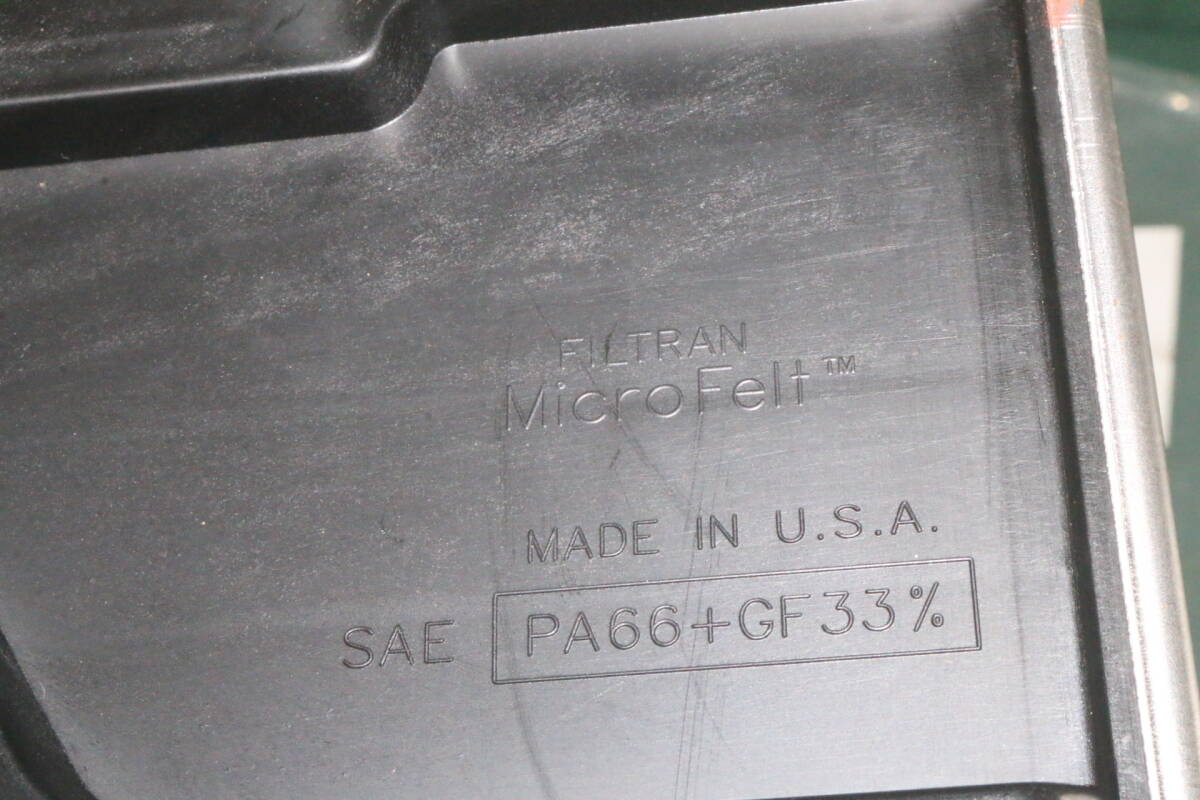 FILTRAN
MicroFelt™
MADE IN U.S.A.
SAE PA66+GF33%